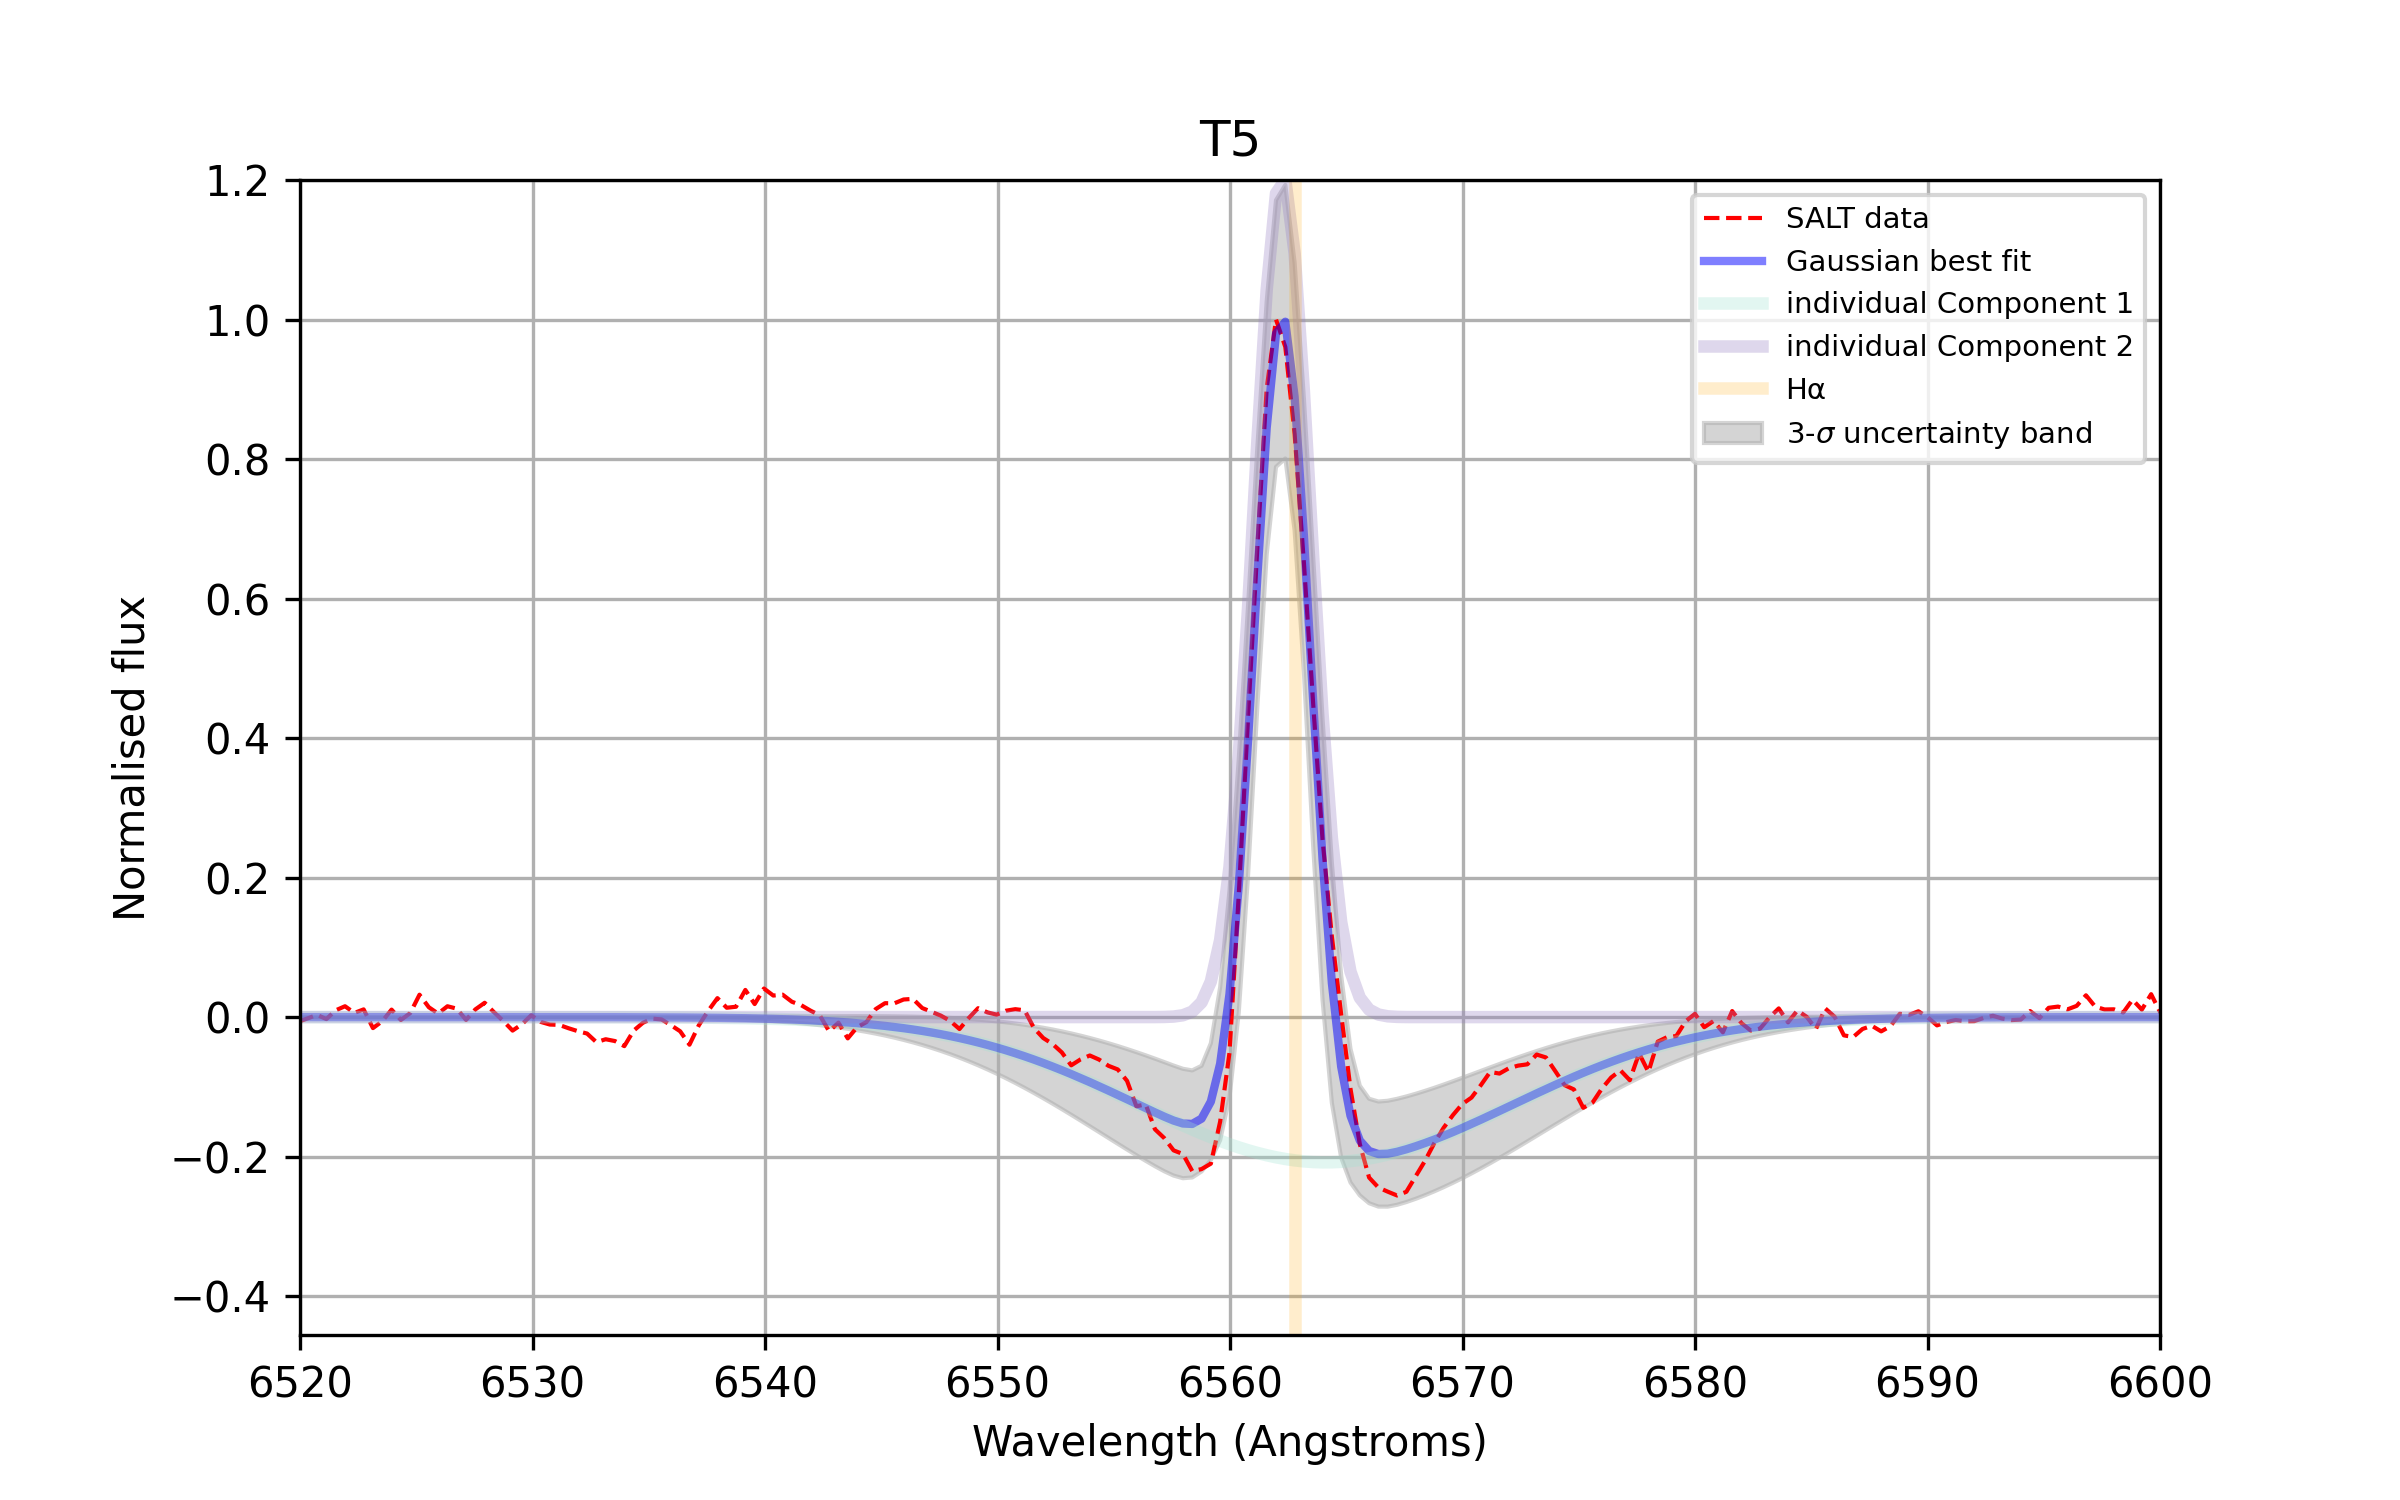 T5
1.2
1.0
0.8
0.6
0.4
0.2
0.0
−0.2
−0.4
Normalised flux
SALT data
Gaussian best fit
individual Component 1
individual Component 2
Hα
3-σ uncertainty band
6520 6530 6540 6550 6560 6570 6580 6590 6600
Wavelength (Angstroms)